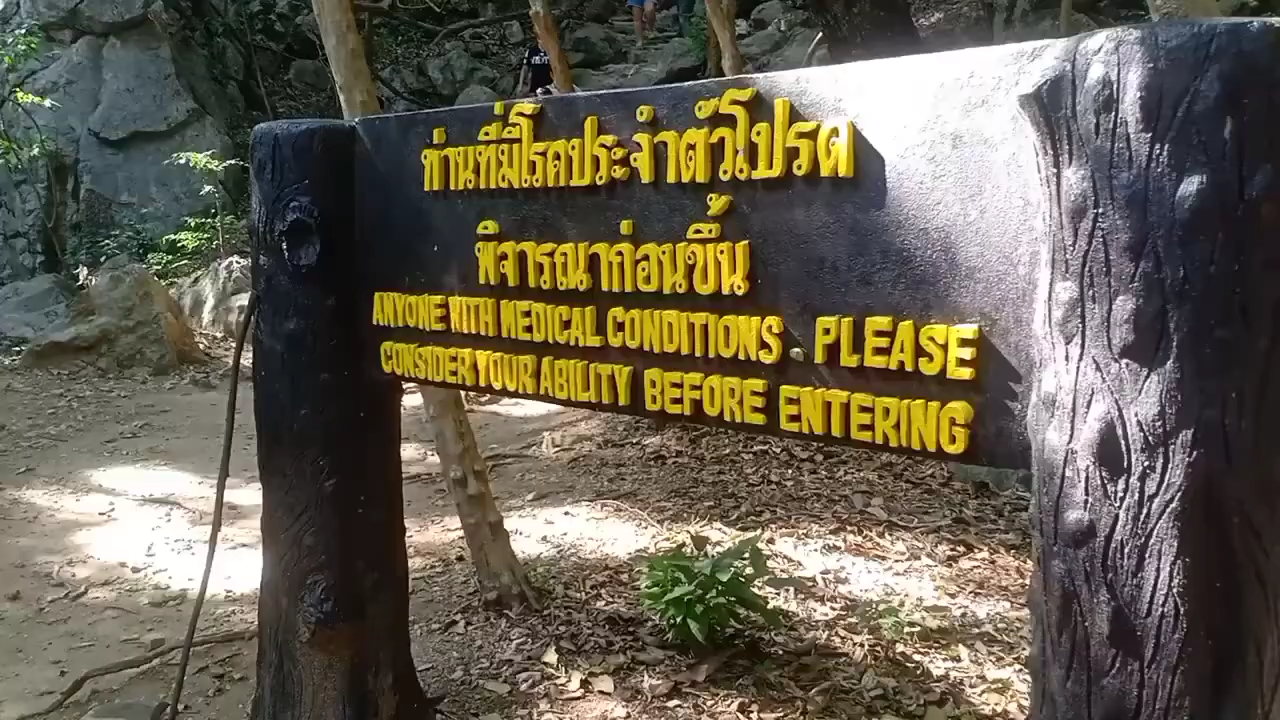 ท่านที่มีโรคประจำตัวโปรด
พิจารณาก่อนขึ้น
ANYONE WITH MEDICAL CONDITIONS . PLEASE
CONSIDER YOUR ABILITY BEFORE ENTERING